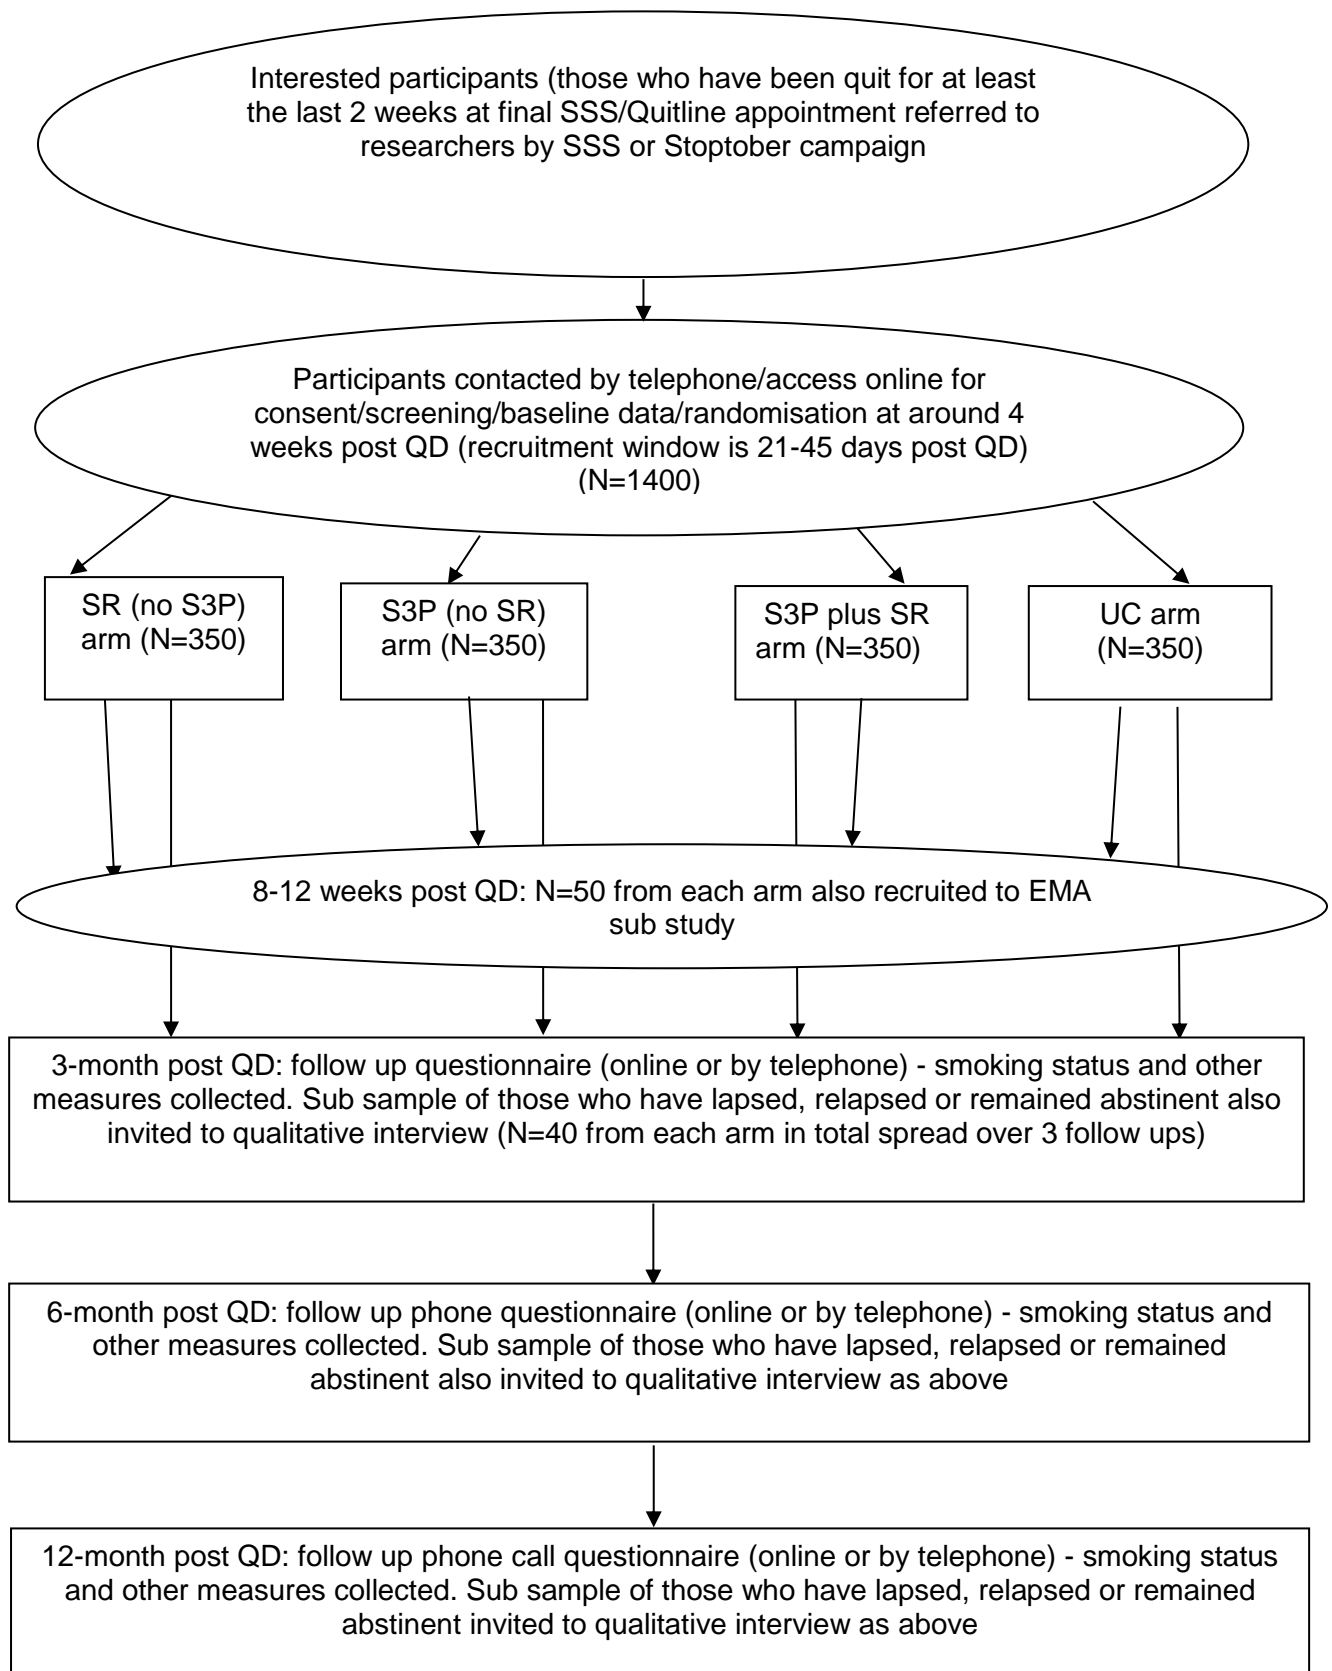 Interested participants (those who have been quit for at least
the last 2 weeks at final SSS/Quitline appointment referred to
researchers by SSS or Stoptober campaign
Participants contacted by telephone/access online for
consent/screening/baseline data/randomisation at around 4
weeks post QD (recruitment window is 21-45 days post QD)
(N=1400)
SR (no S3P)
arm (N=350)
S3P (no SR)
arm (N=350)
S3P plus SR
arm (N=350)
UC arm
(N=350)
8-12 weeks post QD: N=50 from each arm also recruited to EMA
sub study
3-month post QD: follow up questionnaire (online or by telephone) - smoking status and other
measures collected. Sub sample of those who have lapsed, relapsed or remained abstinent also
invited to qualitative interview (N=40 from each arm in total spread over 3 follow ups)
6-month post QD: follow up phone questionnaire (online or by telephone) - smoking status and
other measures collected. Sub sample of those who have lapsed, relapsed or remained
abstinent also invited to qualitative interview as above
12-month post QD: follow up phone call questionnaire (online or by telephone) - smoking status
and other measures collected. Sub sample of those who have lapsed, relapsed or remained
abstinent invited to qualitative interview as above